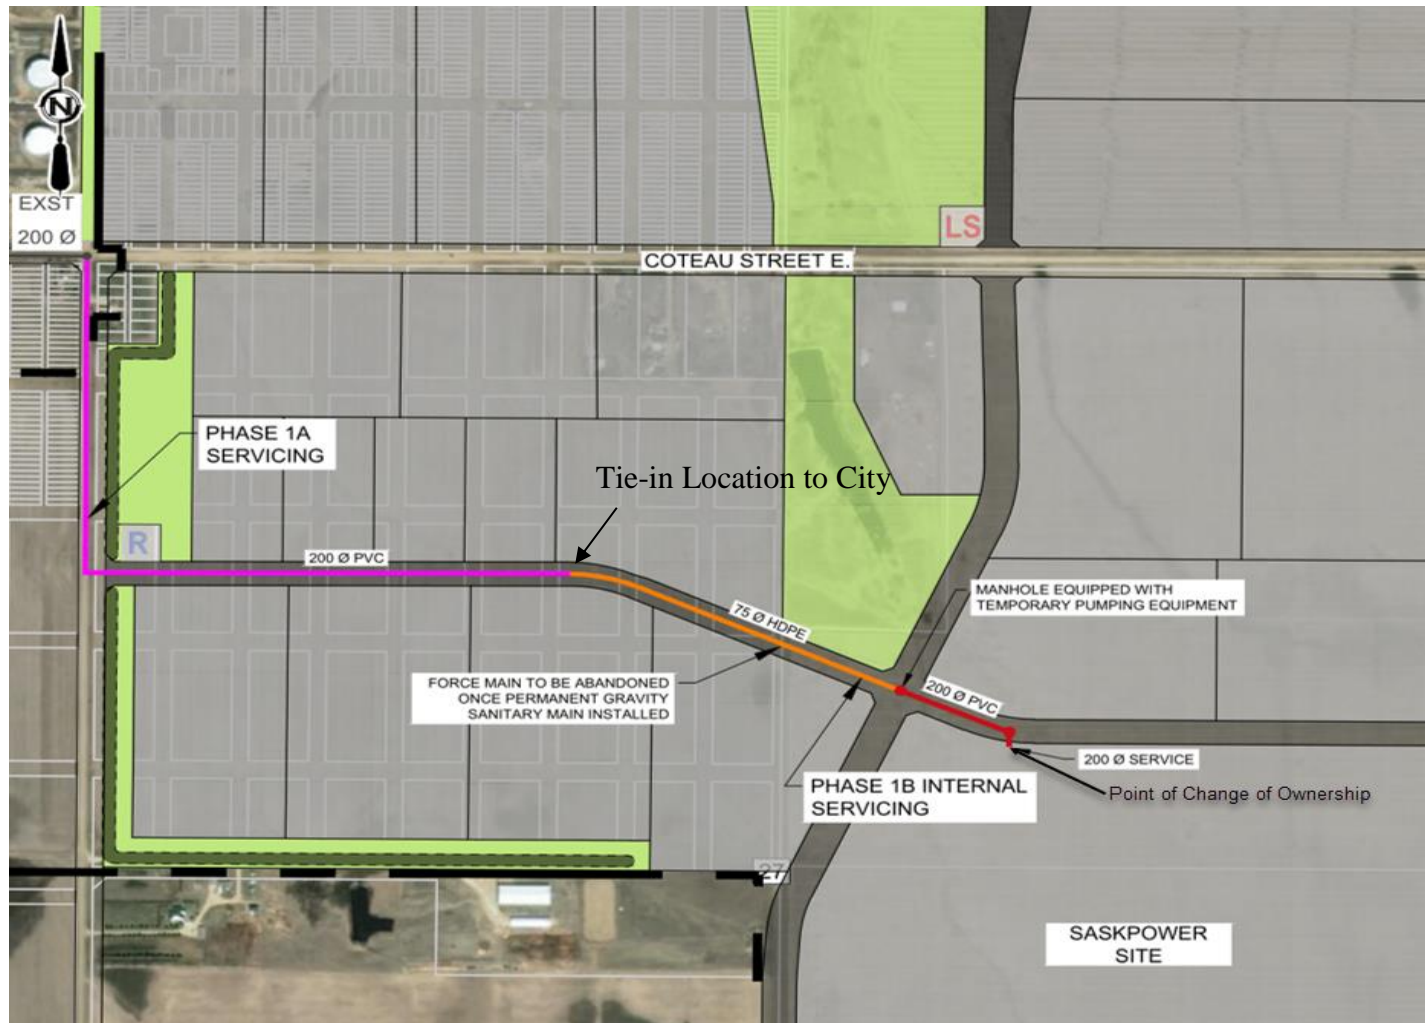 N
EXST
200 Ø
LS
COTEAU STREET E.
PHASE 1A
SERVICING
Tie-in Location to City
R
200 Ø PVC
75 Ø HDPE
MANHOLE EQUIPPED WITH
TEMPORARY PUMPING EQUIPMENT
FORCE MAIN TO BE ABANDONED
ONCE PERMANENT GRAVITY
SANITARY MAIN INSTALLED
200 Ø PVC
200 Ø SERVICE
PHASE 1B INTERNAL
SERVICING
Point of Change of Ownership
27
SASKPOWER
SITE